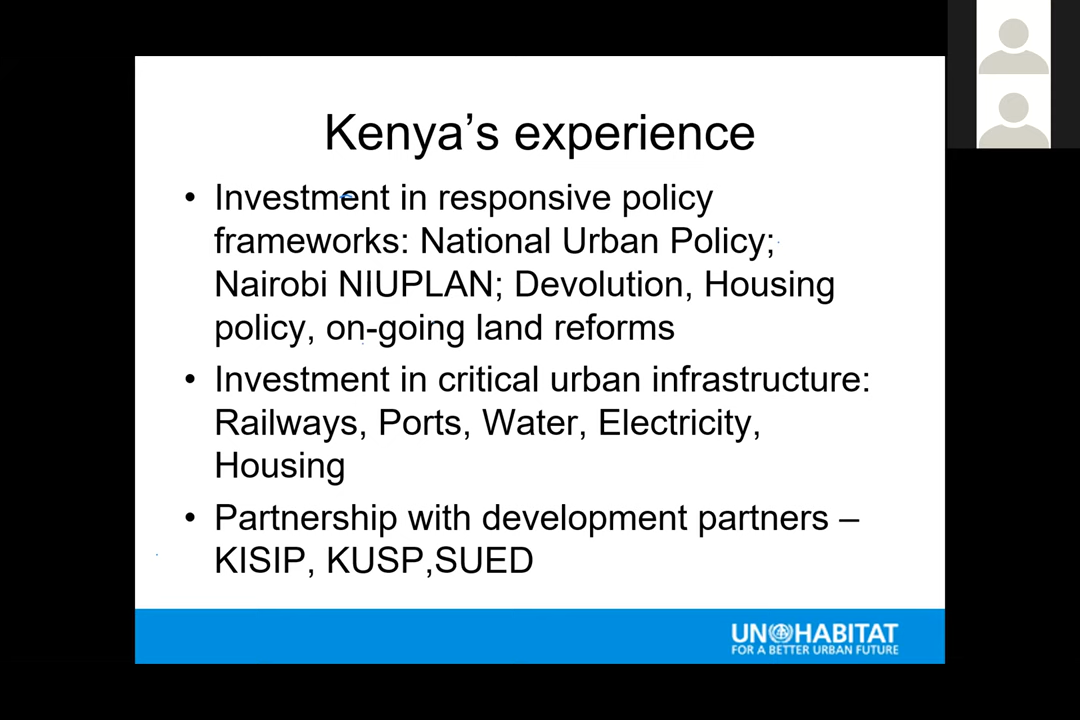 Kenya’s experience
• Investment in responsive policy
frameworks: National Urban Policy;
Nairobi NIUPLAN; Devolution, Housing
policy, on-going land reforms
• Investment in critical urban infrastructure:
Railways, Ports, Water, Electricity,
Housing
• Partnership with development partners –
KISIP, KUSP,SUED
UN HABITAT
FOR A BETTER URBAN FUTURE